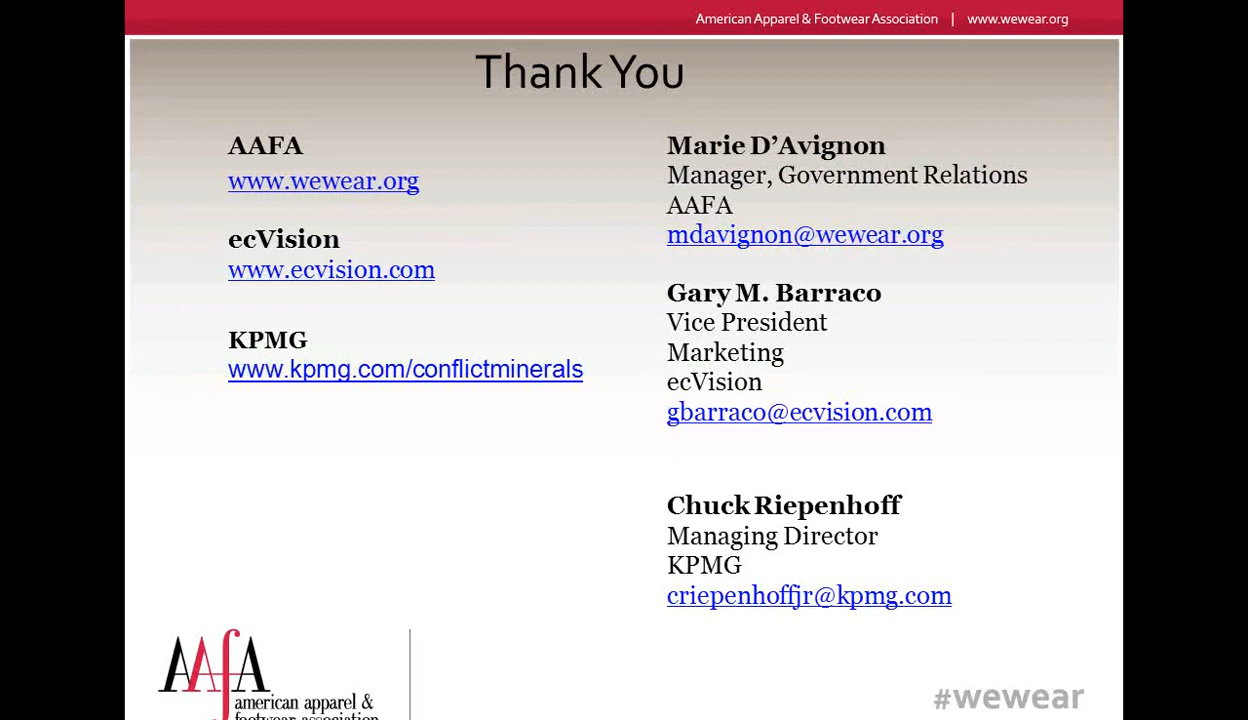 American Apparel & Footwear Association | www.wewear.org
Thank You
AAFA
www.wewear.org
ecVision
www.ecvision.com
KPMG
www.kpmg.com/conflictminerals
Marie D’Avignon
Manager, Government Relations
AAFA
mdavignon@wewear.org
Gary M. Barraco
Vice President
Marketing
ecVision
gbarraco@ecvision.com
Chuck Riepenhoff
Managing Director
KPMG
criepenhoffjr@kpmg.com
AAfA
american apparel &
footwear association
#wewear